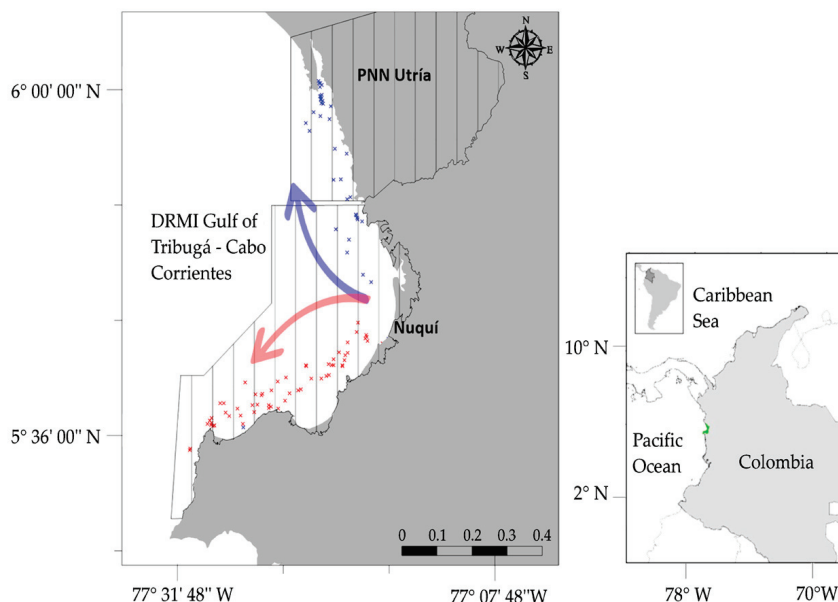 N
W E
S
PNN Utría
6° 00' 00" N
DRMI Gulf of
Tribugá - Cabo
Corrientes
Nuquí
5° 36' 00" N
0 0.1 0.2 0.3 0.4
77° 31' 48" W
77° 07' 48" W
Caribbean
Sea
10° N
Pacific
Ocean
Colombia
2° N
78° W
70° W